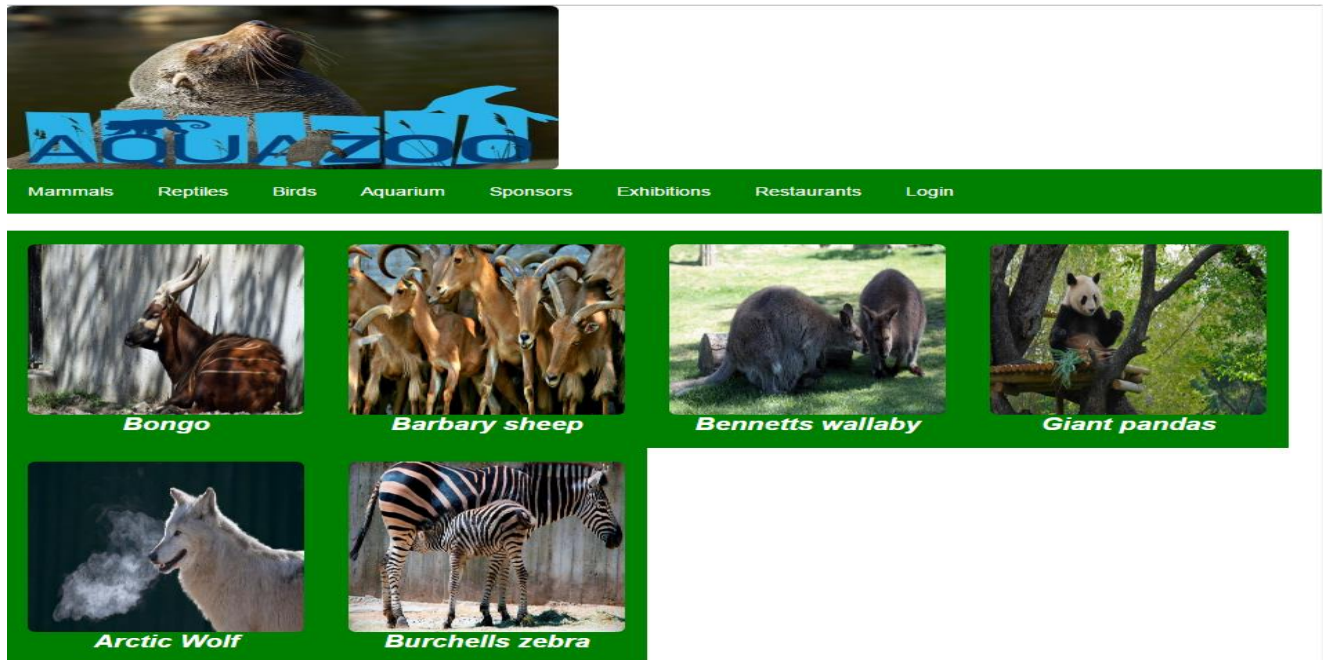 AQUAZOO
Mammals Reptiles Birds Aquarium Sponsors Exhibitions Restaurants Login
Bongo Barbary sheep Bennetts wallaby Giant pandas
Arctic Wolf Burchells zebra